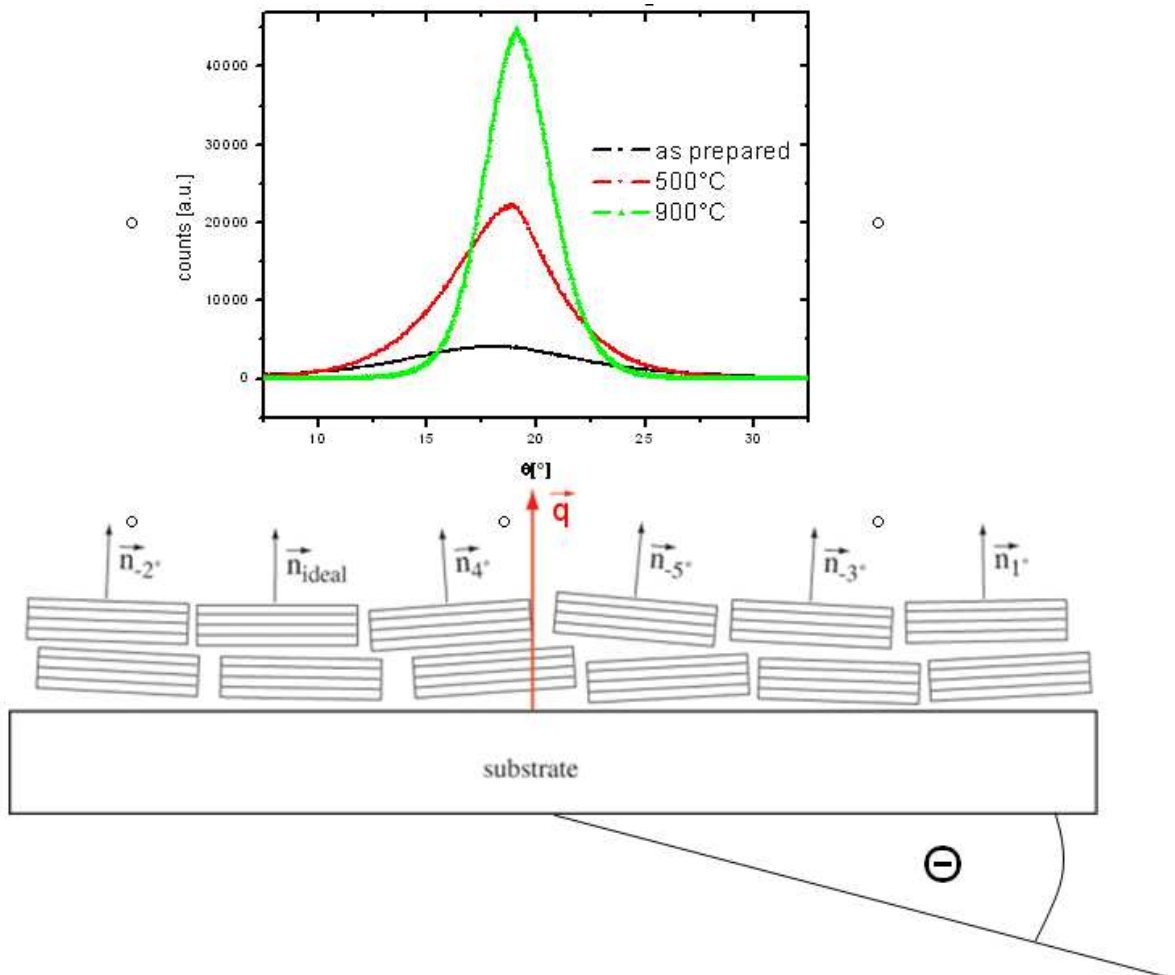 40000
30000
20000
10000
0
counts [a.u.]
as prepared
500°C
900°C
10 15 20 25 30
θ[°]
q
n-2°
nideal
n4°
n-5°
n-3°
n1°
substrate
Θ